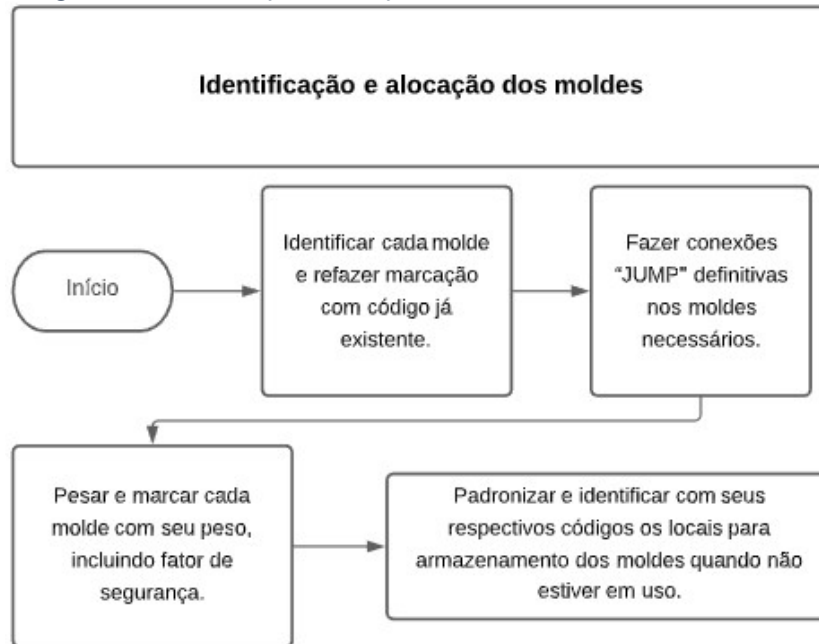 Identificação e alocação dos moldes
Início
Identificar cada molde
e refazer marcação
com código já
existente.
Fazer conexões
“JUMP” definitivas
nos moldes
necessários.
Pesar e marcar cada
molde com seu peso,
incluindo fator de
segurança.
Padronizar e identificar com seus
respectivos códigos os locais para
armazenamento dos moldes quando não
estiver em uso.